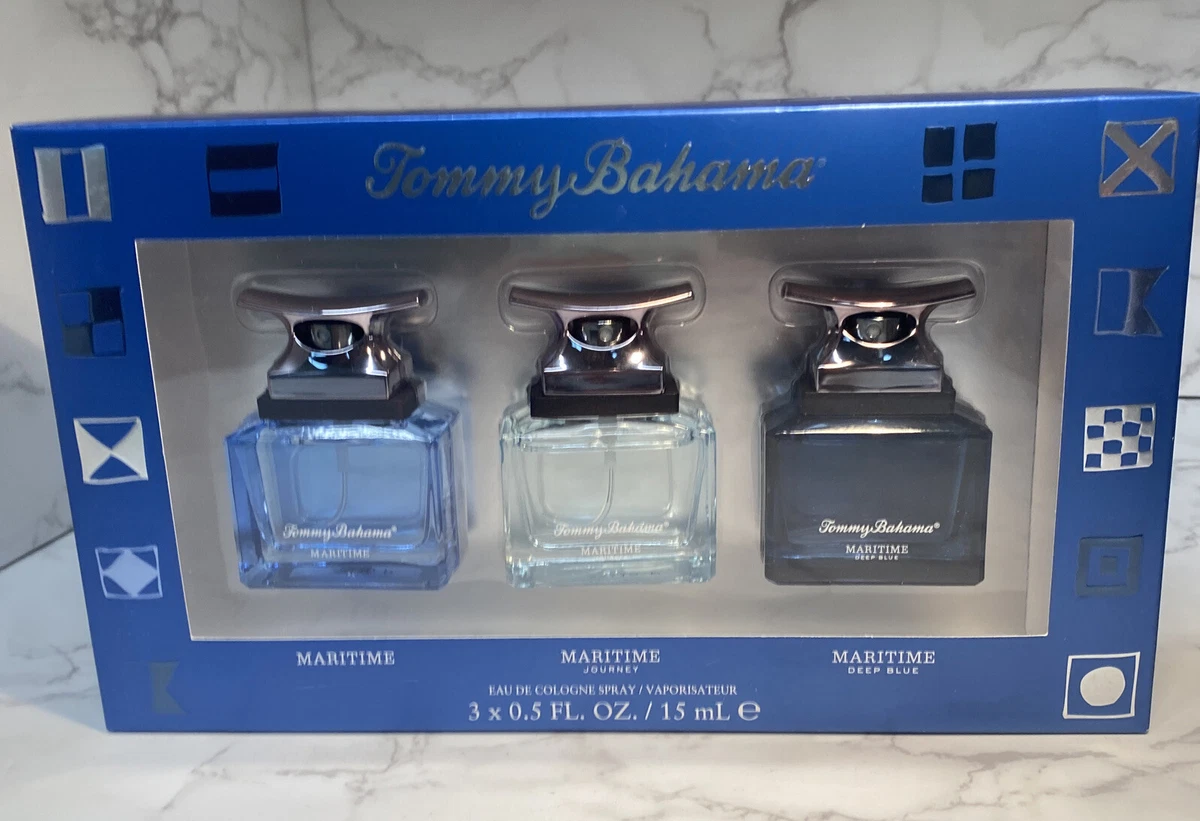 Tommy Bahama®
Tommy Bahama®
MARITIME
Tommy Bahama®
MARITIME
Tommy Bahama®
MARITIME
DEEP BLUE
MARITIME
MARITIME
JOURNEY
MARITIME
DEEP BLUE
EAU DE COLOGNE SPRAY / VAPORISATEUR
3 x 0.5 FL. OZ. / 15 mL ℮